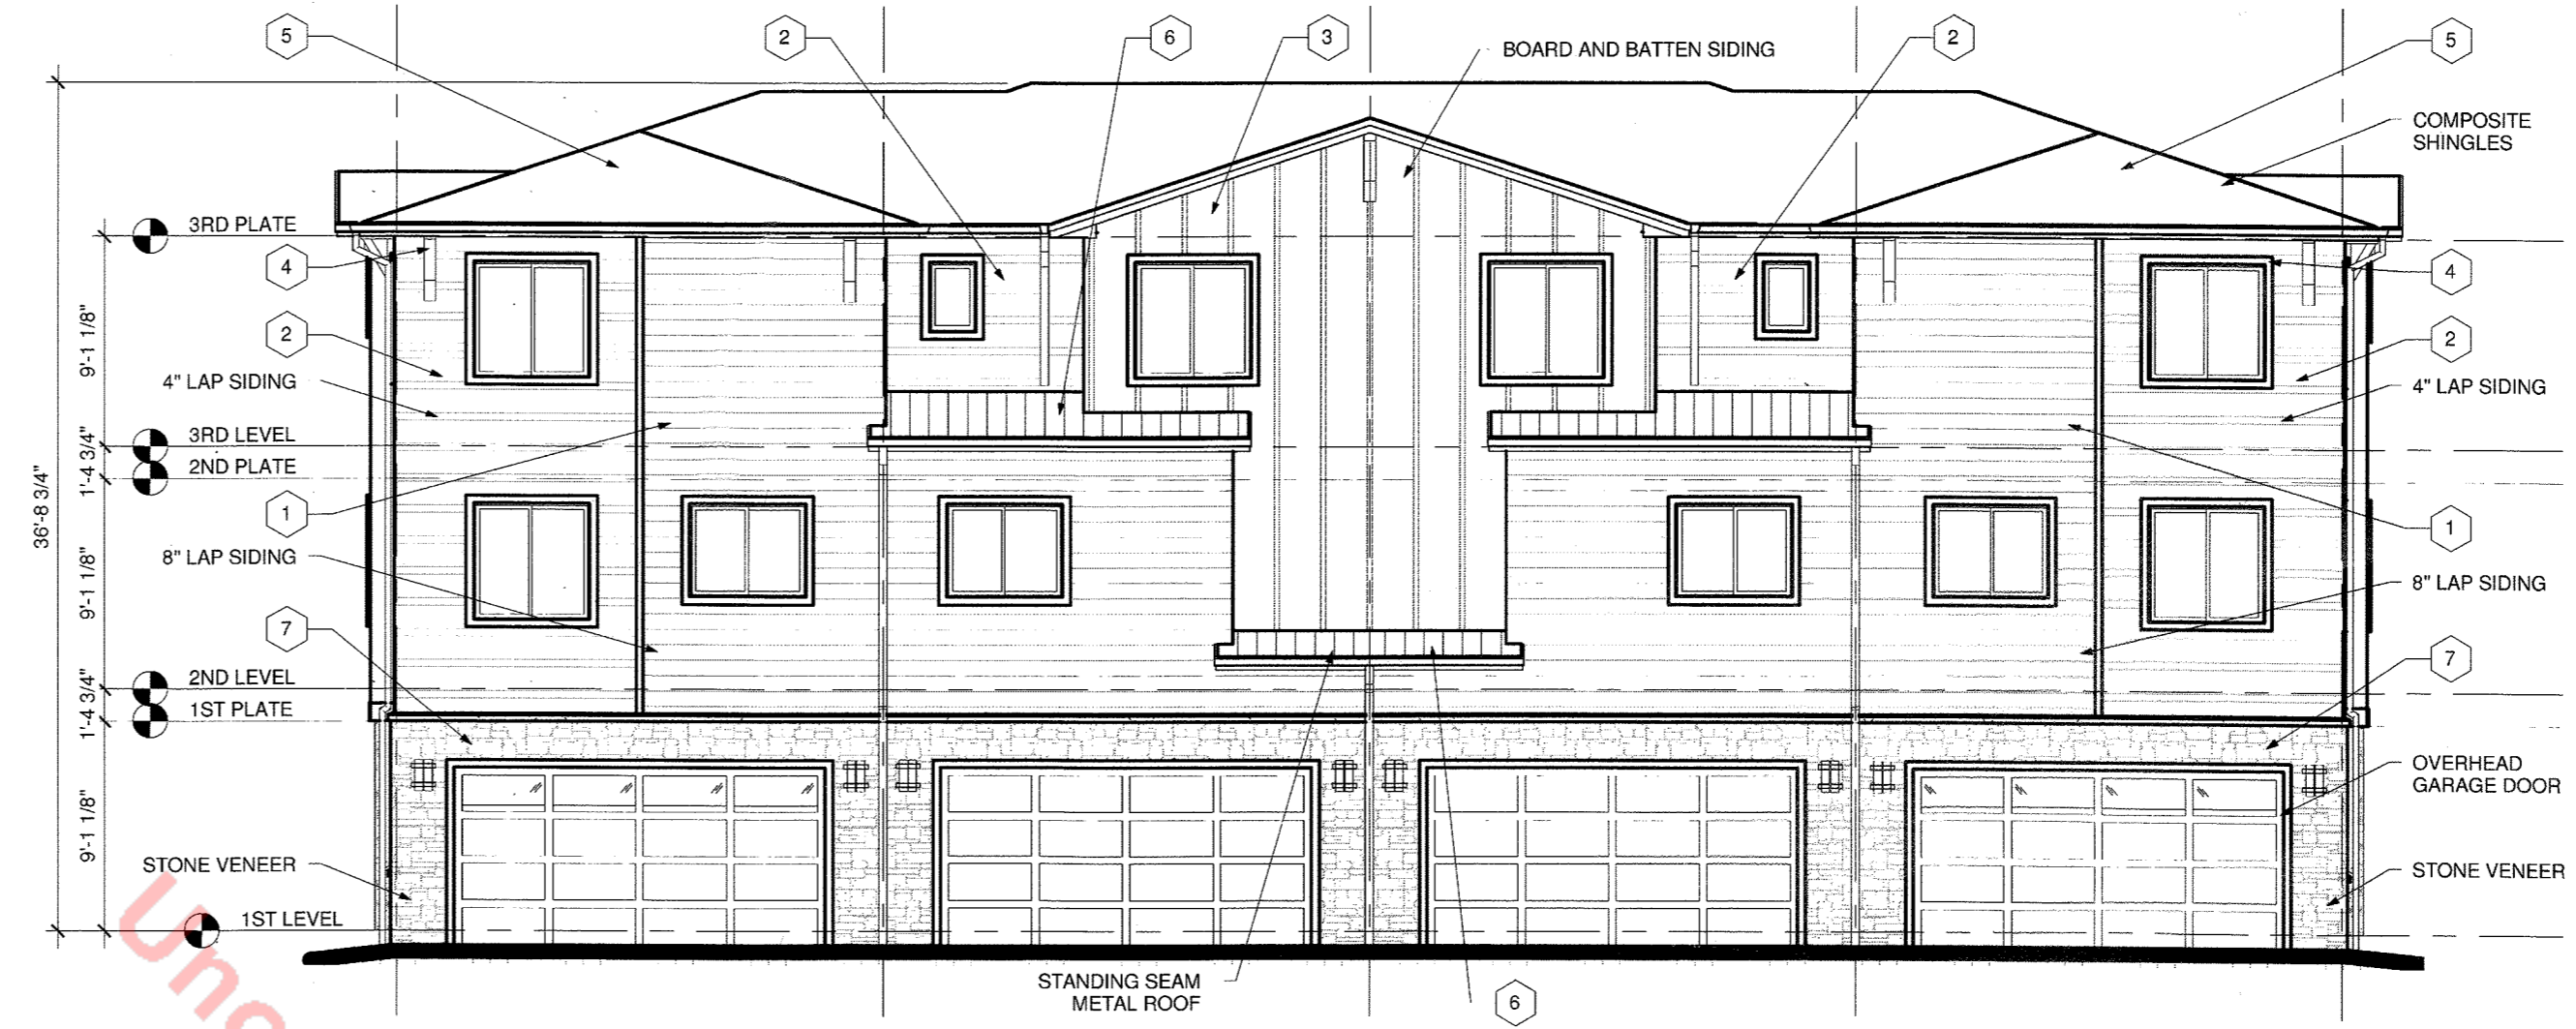 5
2
6
3
BOARD AND BATTEN SIDING
2
5
COMPOSITE
SHINGLES
3RD PLATE
4
4
2
2
4" LAP SIDING
4" LAP SIDING
9'-1 1/8"
3RD LEVEL
1'-4 3/4"
2ND PLATE
36'-8 3/4"
1
1
8" LAP SIDING
8" LAP SIDING
9'-1 1/8"
7
7
2ND LEVEL
1'-4 3/4"
1ST PLATE
OVERHEAD
GARAGE DOOR
9'-1 1/8"
STONE VENEER
STONE VENEER
1ST LEVEL
STANDING SEAM
METAL ROOF
6
Uno